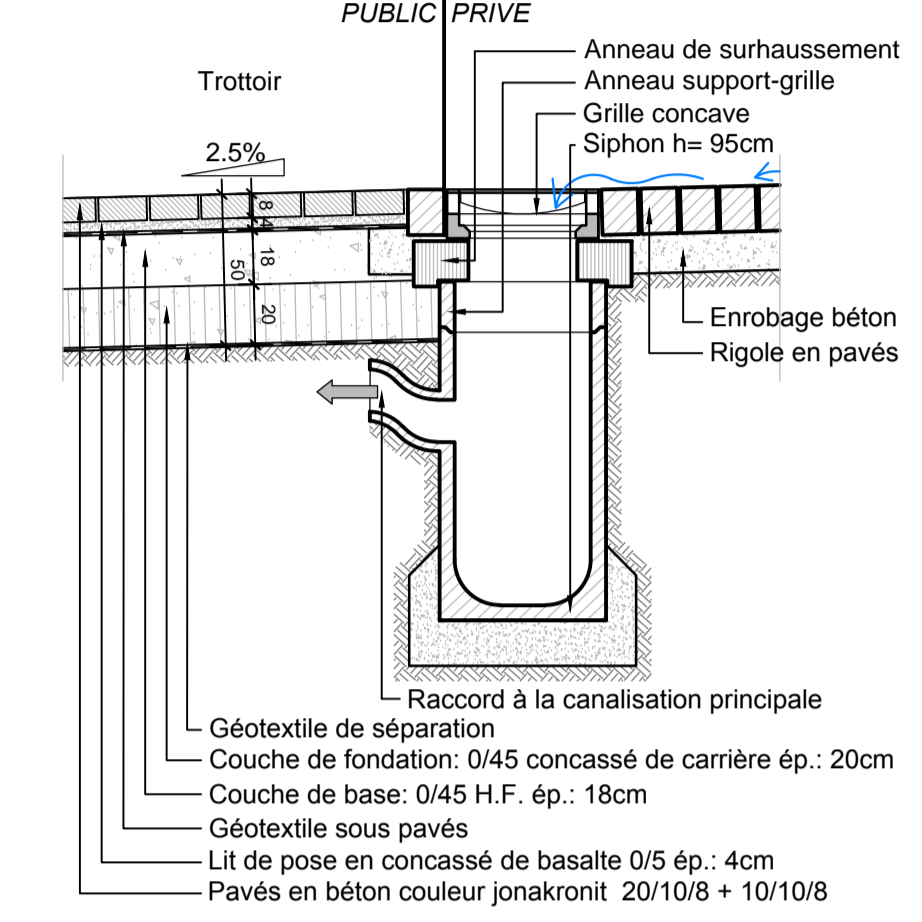 PUBLIC PRIVE
Anneau de surhaussement
Trottoir
Anneau support-grille
Grille concave
Siphon h= 95cm
2.5%
8
4
18
50
20
Enrobage béton
Rigole en pavés
Raccord à la canalisation principale
Géotextile de séparation
Couche de fondation: 0/45 concassé de carrière ép.: 20cm
Couche de base: 0/45 H.F. ép.: 18cm
Géotextile sous pavés
Lit de pose en concassé de basalte 0/5 ép.: 4cm
Pavés en béton couleur jonakronit 20/10/8 + 10/10/8